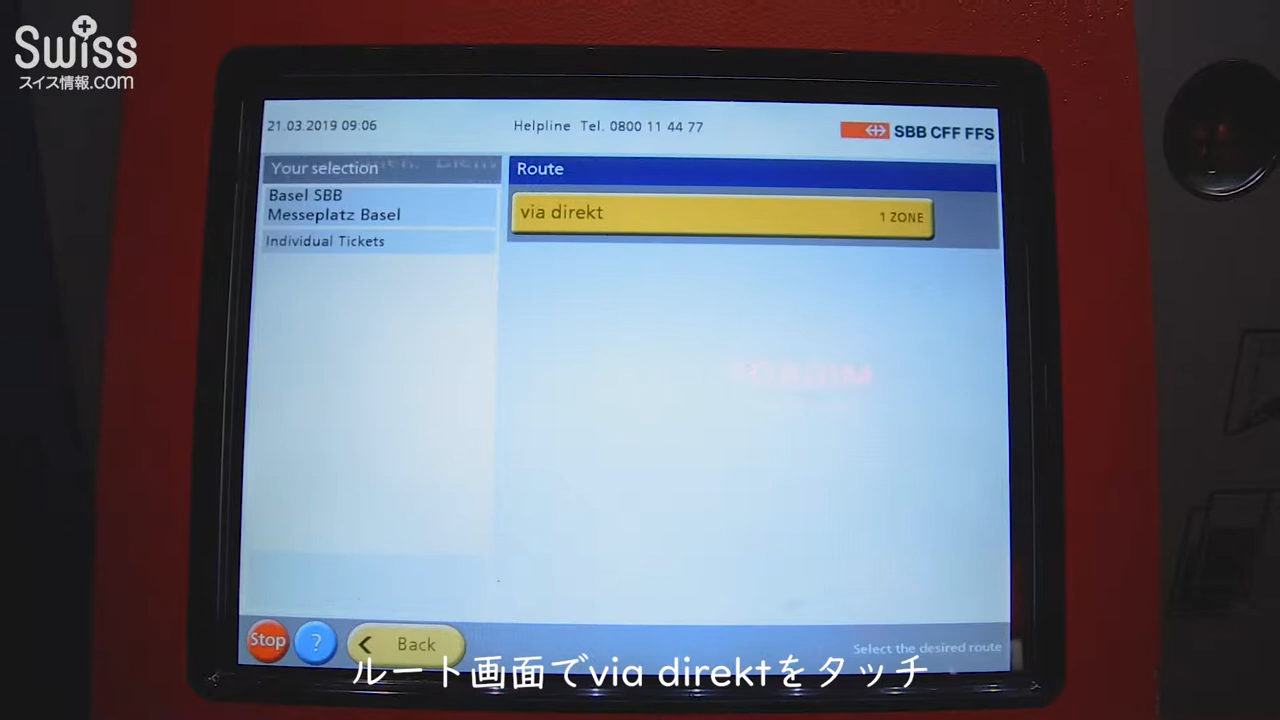 Swiss
スイス情報.com
21.03.2019 09:06
Helpline Tel. 0800 11 44 77
SBB CFF FFS
Your selection
Basel SBB
Messeplatz Basel
Individual Tickets
Route
via direkt
1 ZONE
Stop
?
Back
Select the desired route
ルート画面でvia direktをタッチ